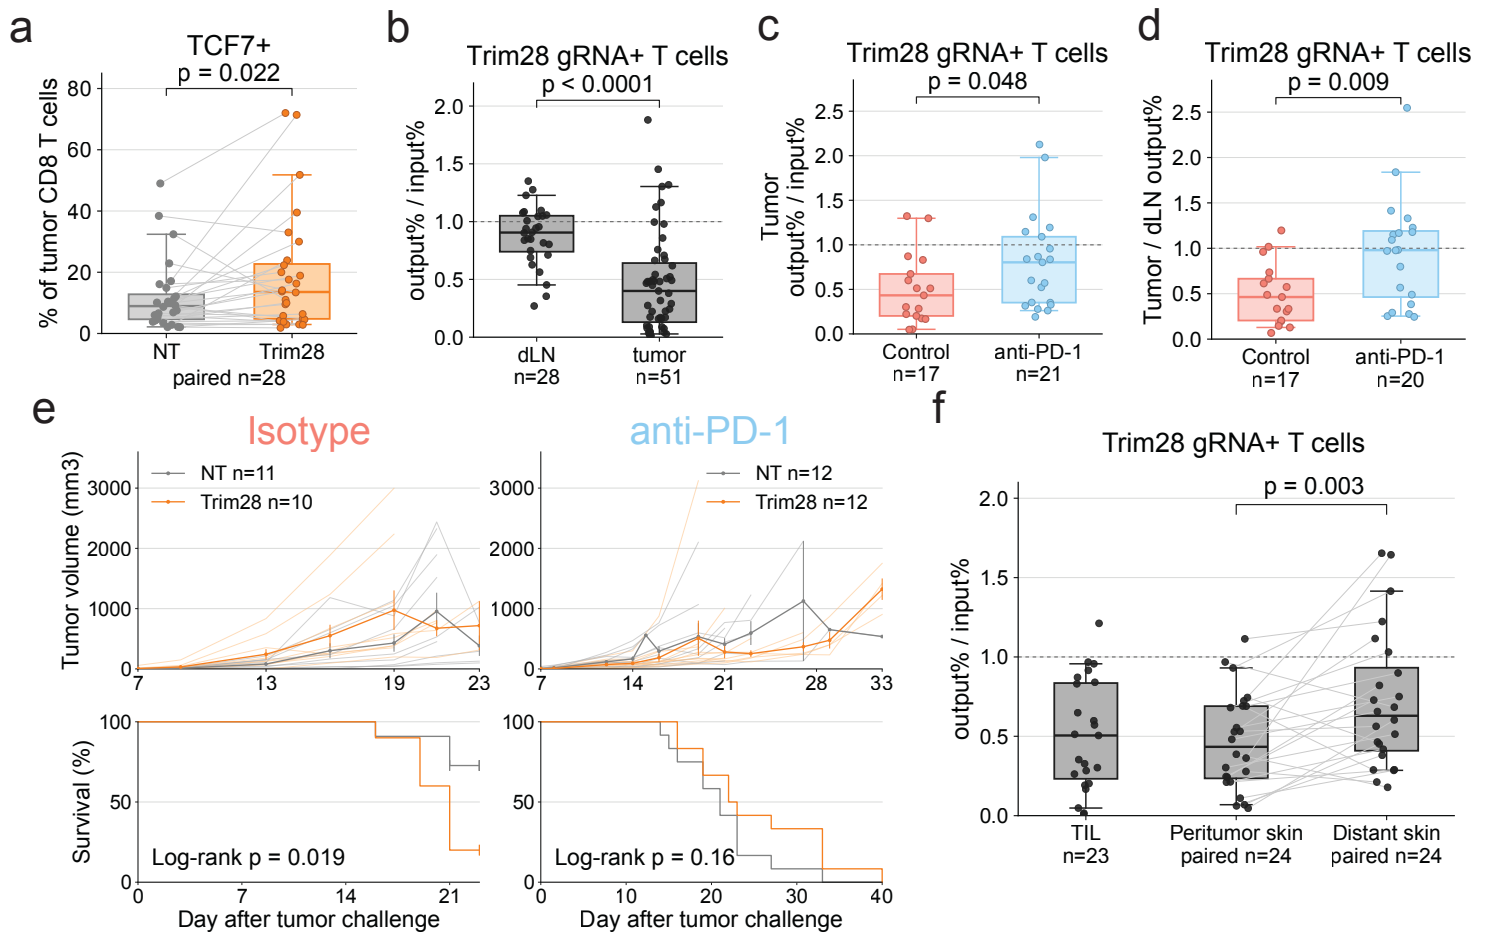 a
TCF7+
p = 0.022
% of tumor CD8 T cells
80
60
40
20
0
NT
Trim28
paired n=28
b
Trim28 gRNA+ T cells
p < 0.0001
output% / input%
2.0
1.5
1.0
0.5
0.0
dLN
n=28
tumor
n=51
c
Trim28 gRNA+ T cells
p = 0.048
Tumor
output% / input%
2.5
2.0
1.5
1.0
0.5
0.0
Control
n=17
anti-PD-1
n=21
d
Trim28 gRNA+ T cells
p = 0.009
Tumor / dLN output%
2.5
2.0
1.5
1.0
0.5
0.0
Control
n=17
anti-PD-1
n=20
e
Isotype
NT n=11
Trim28 n=10
Tumor volume (mm3)
3000
2000
1000
0
7
13
19
23
anti-PD-1
NT n=12
Trim28 n=12
3000
2000
1000
0
7
14
21
28
33
Survival (%)
100
50
0
Log-rank p = 0.019
0
7
14
21
Day after tumor challenge
100
50
0
Log-rank p = 0.16
0
10
20
30
40
Day after tumor challenge
f
Trim28 gRNA+ T cells
p = 0.003
output% / input%
2.0
1.5
1.0
0.5
0.0
TIL
n=23
Peritumor skin
paired n=24
Distant skin
paired n=24